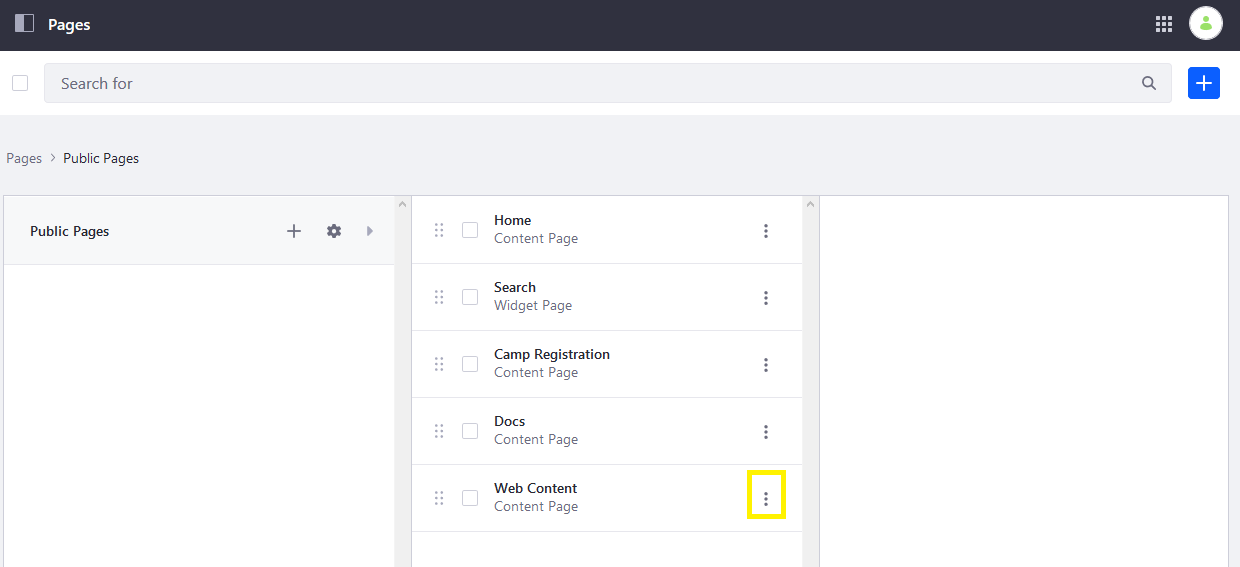 Pages
Search for
Pages > Public Pages
Public Pages
Home
Content Page
Search
Widget Page
Camp Registration
Content Page
Docs
Content Page
Web Content
Content Page